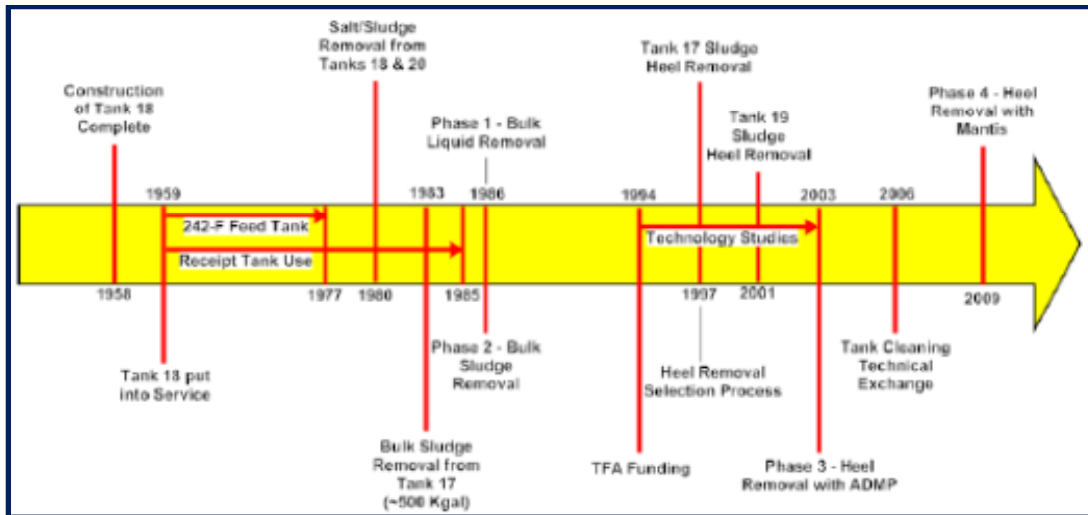 Salt/Sludge
Removal from
Tanks 18 & 20
Tank 17 Sludge
Heel Removal
Construction
of Tank 18
Complete
Phase 1 - Bulk
Liquid Removal
Tank 19
Sludge
Heel Removal
Phase 4 - Heel
Removal with
Mantis
1959
1983
1986
1994
2003
2006
242-F Feed Tank
Receipt Tank Use
Technology Studies
1958
1977
1980
1985
1997
2001
2009
Tank 18 put
into Service
Phase 2 - Bulk
Sludge
Removal
Heel Removal
Selection Process
Tank Cleaning
Technical
Exchange
Bulk Sludge
Removal from
Tank 17
(~500 Kgal)
TFA Funding
Phase 3 - Heel
Removal with ADMP